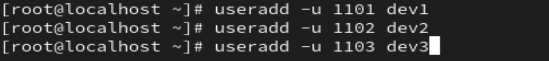 [root@localhost ~]# useradd -u 1101 dev1
[root@localhost ~]# useradd -u 1102 dev2
[root@localhost ~]# useradd -u 1103 dev3